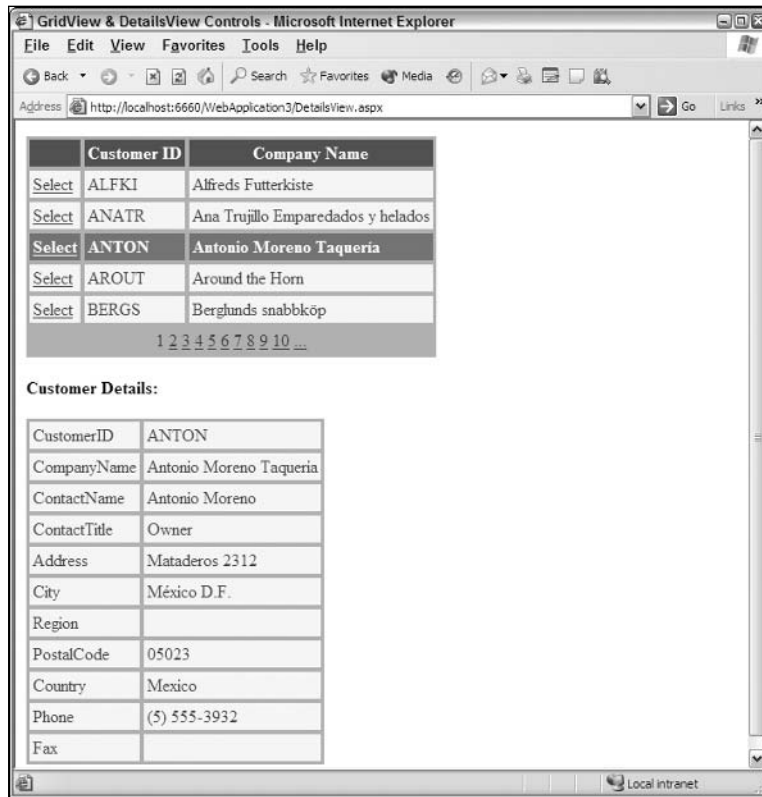 GridView & DetailsView Controls - Microsoft Internet Explorer
File Edit View Favorites Tools Help
Back Search Favorites Media
Address http://localhost:6660/WebApplication3/DetailsView.aspx Go Links »
Customer ID Company Name
Select ALFKI Alfreds Futterkiste
Select ANATR Ana Trujillo Emparedados y helados
Select ANTON Antonio Moreno Taquería
Select AROUT Around the Horn
Select BERGS Berglunds snabbköp
1 2 3 4 5 6 7 8 9 10 ...
Customer Details:
CustomerID ANTON
CompanyName Antonio Moreno Taquería
ContactName Antonio Moreno
ContactTitle Owner
Address Mataderos 2312
City México D.F.
Region
PostalCode 05023
Country Mexico
Phone (5) 555-3932
Fax
Local intranet